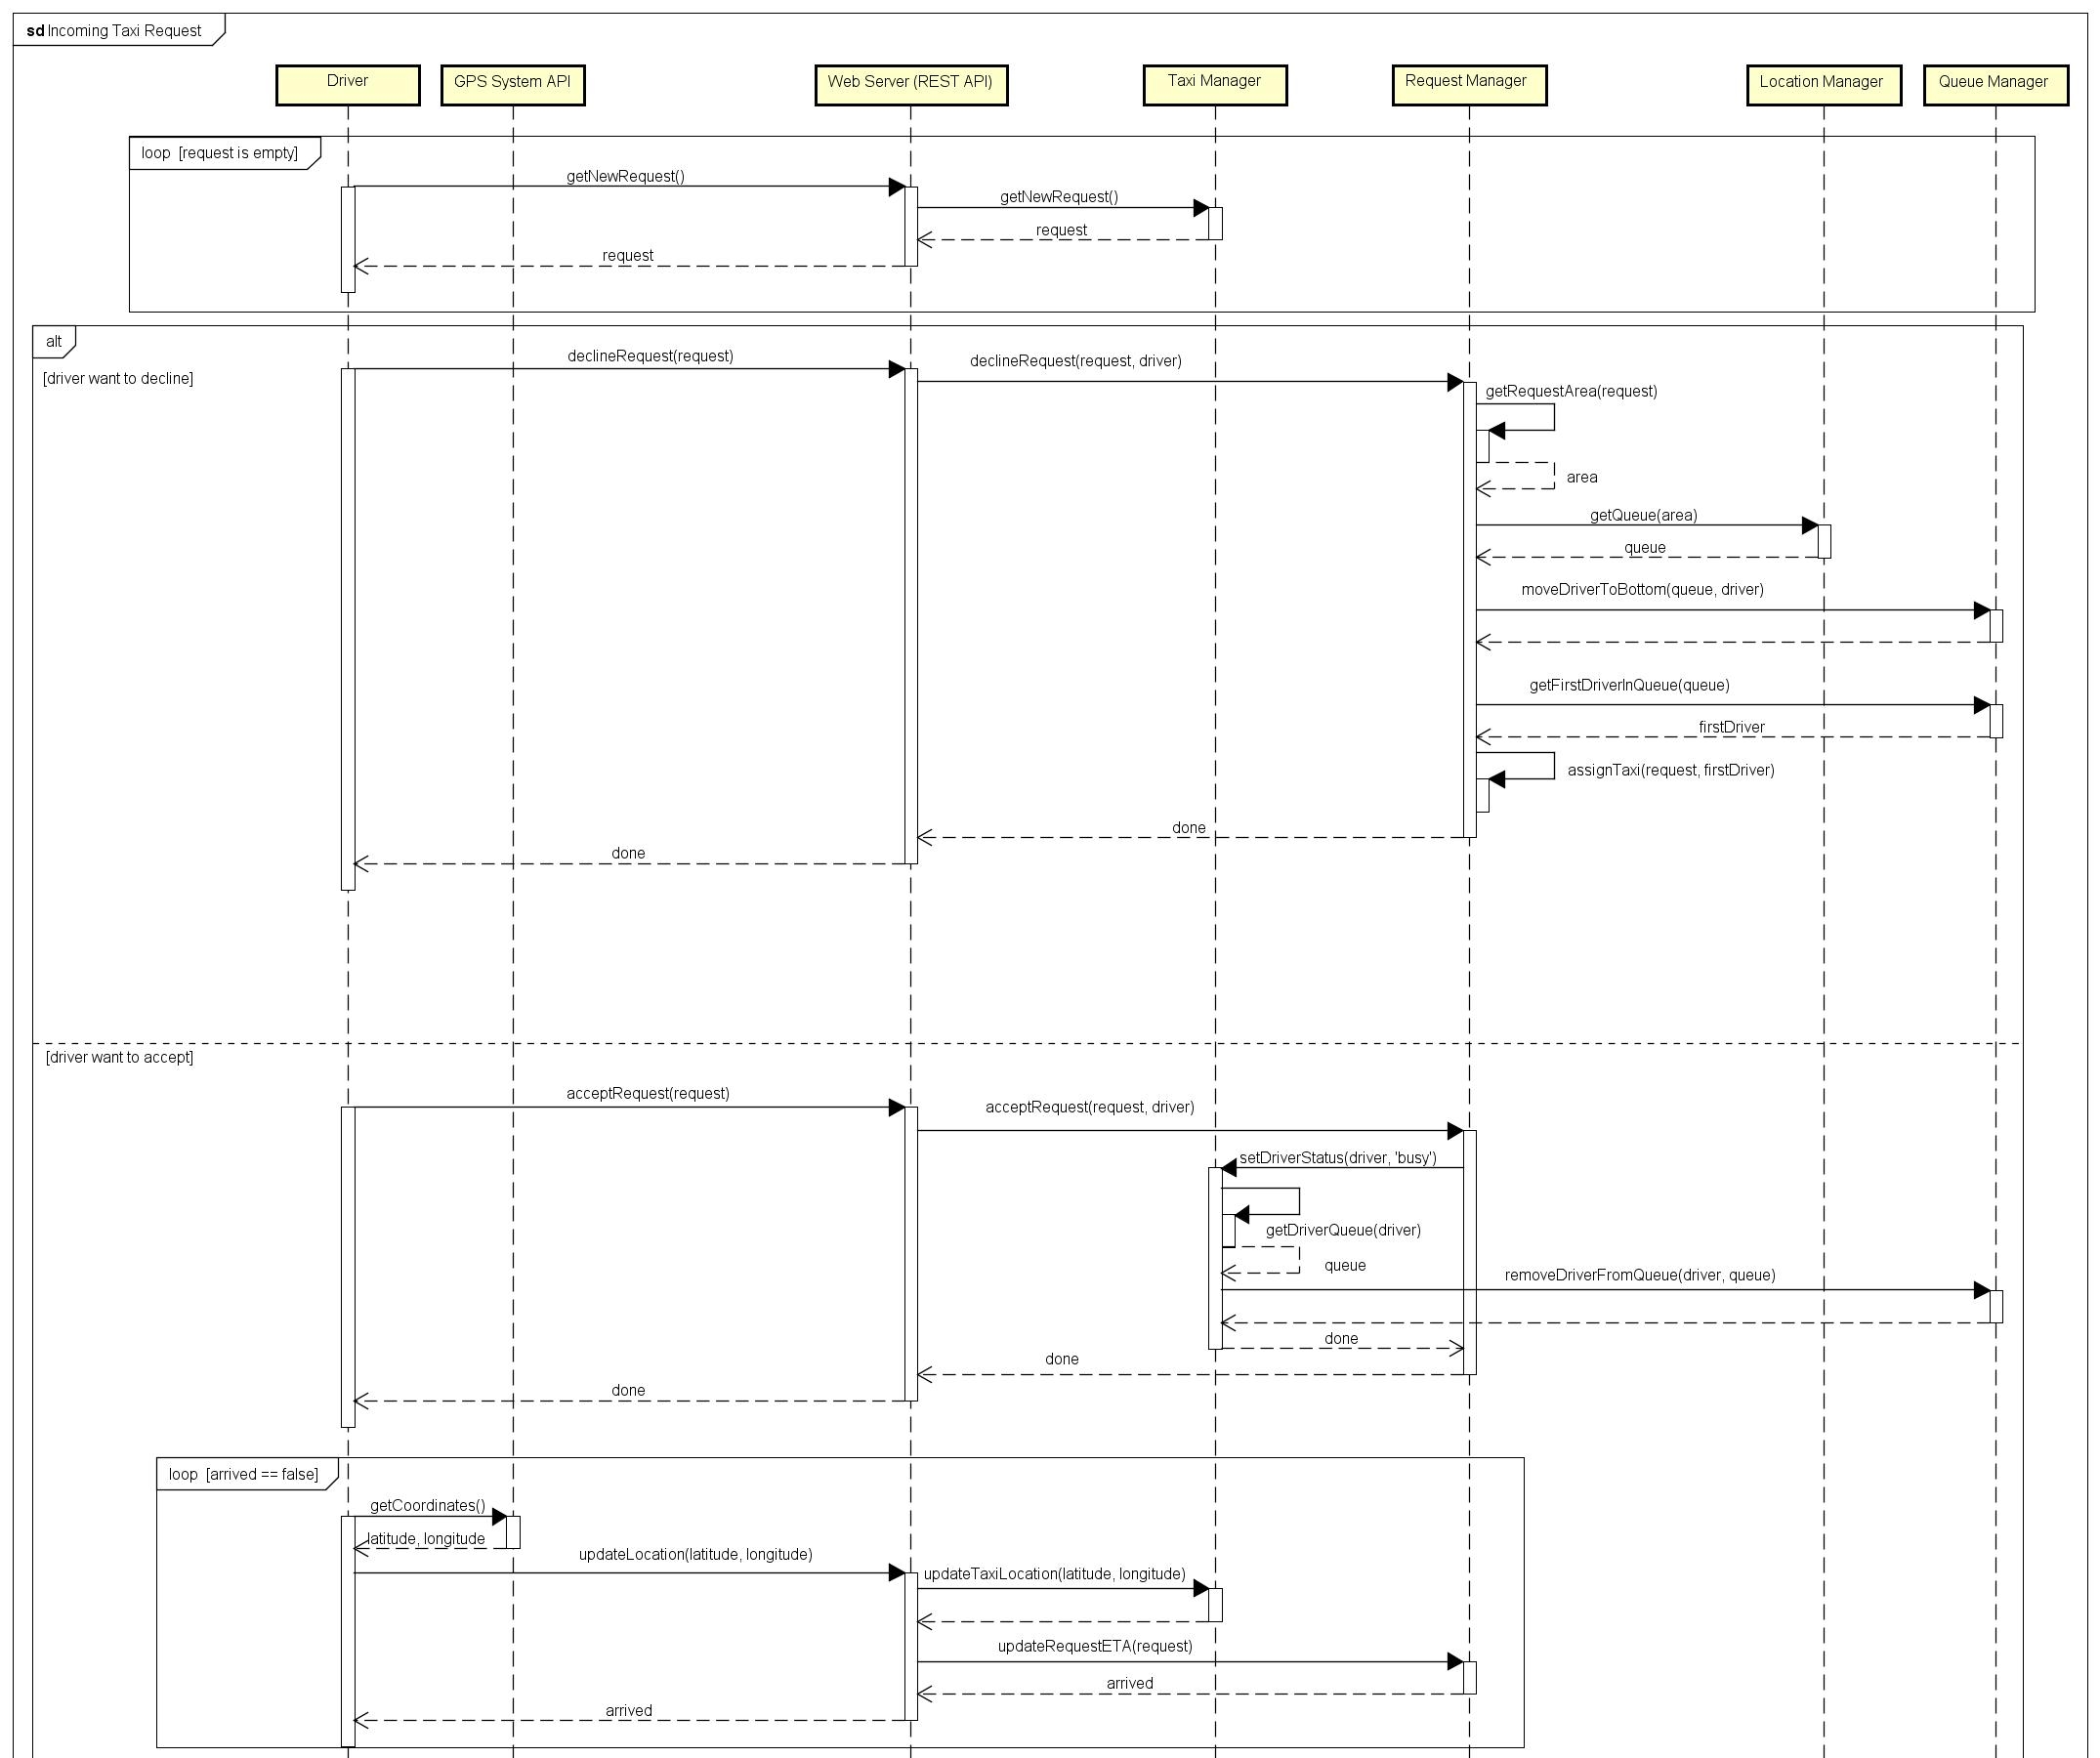 sd Incoming Taxi Request
Driver
GPS System API
Web Server (REST API)
Taxi Manager
Request Manager
Location Manager
Queue Manager
loop [request is empty]
getNewRequest()
getNewRequest()
request
request
alt
[driver want to decline]
declineRequest(request)
declineRequest(request, driver)
getRequestArea(request)
area
getQueue(area)
queue
moveDriverToBottom(queue, driver)
getFirstDriverInQueue(queue)
firstDriver
assignTaxi(request, firstDriver)
done
done
[driver want to accept]
acceptRequest(request)
acceptRequest(request, driver)
setDriverStatus(driver, 'busy')
getDriverQueue(driver)
queue
removeDriverFromQueue(driver, queue)
done
done
done
loop [arrived == false]
getCoordinates()
latitude, longitude
updateLocation(latitude, longitude)
updateTaxiLocation(latitude, longitude)
updateRequestETA(request)
arrived
arrived